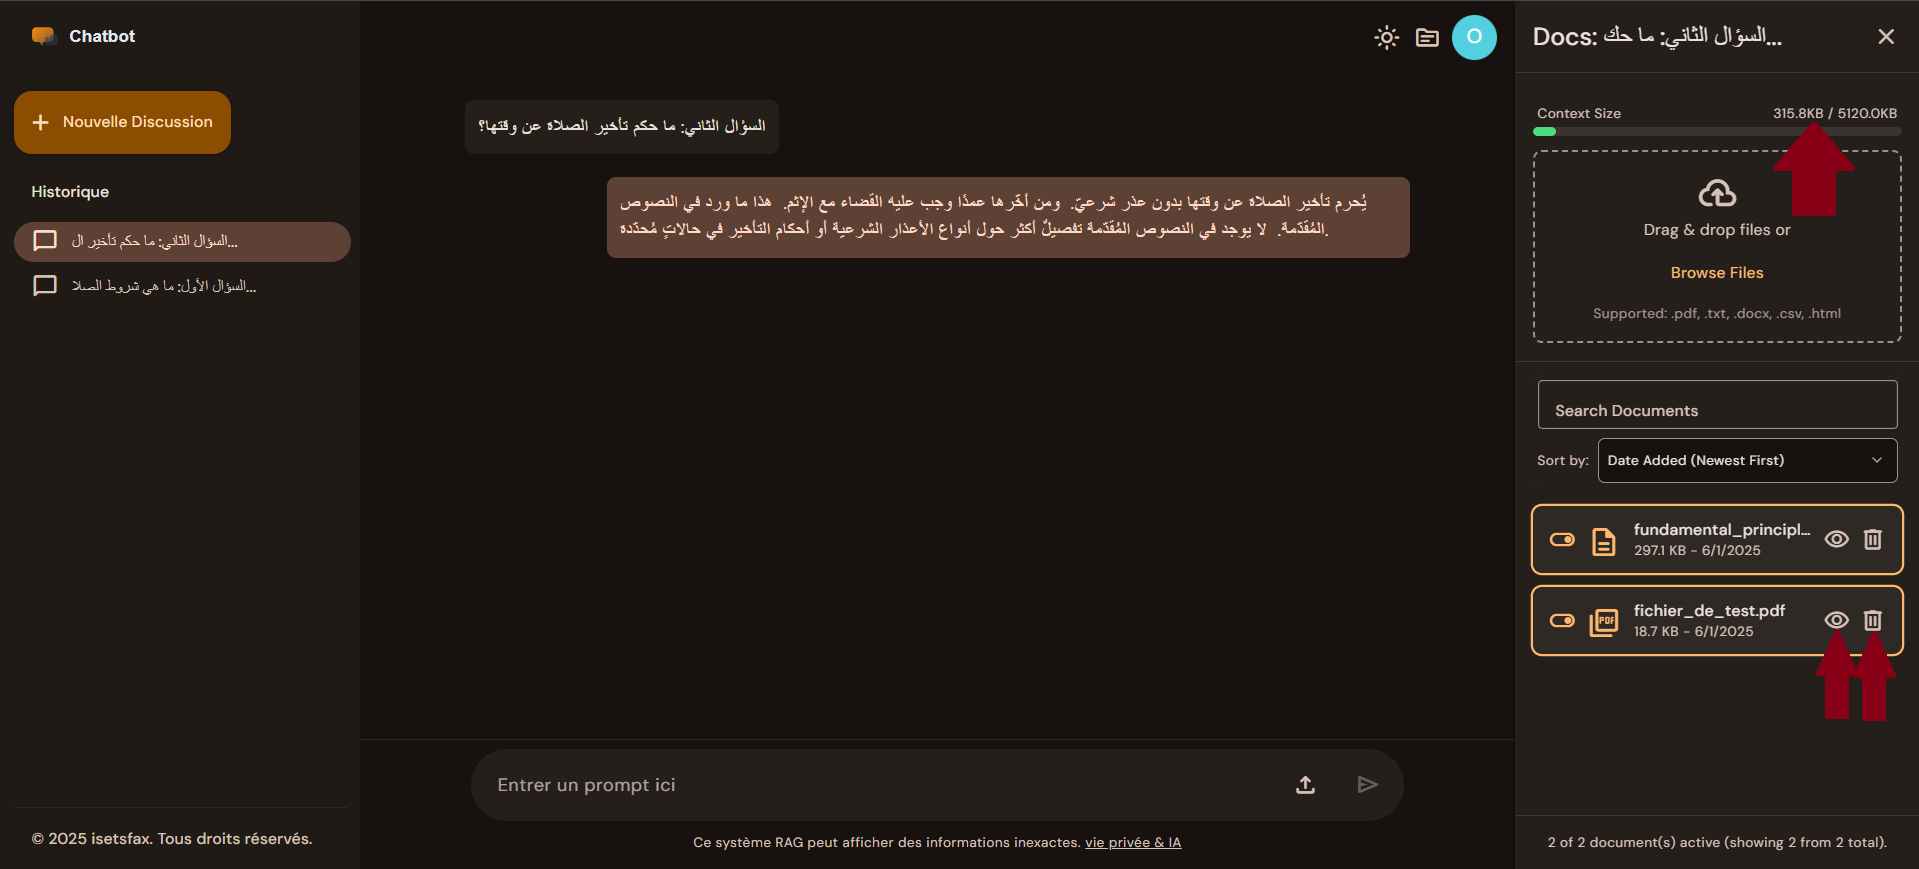 Chatbot
Nouvelle Discussion
Historique
السؤال الثاني: ما حكم تأخير ال...
السؤال الأول: ما هي شروط الصلا...
© 2025 isetsfax. Tous droits réservés.
O
السؤال الثاني: ما حكم تأخير الصلاة عن وقتها؟
يُحرم تأخير الصلاة عن وقتها بدون عذر شرعيّ. ومن أخّرها عمدًا وجب عليه القضاء مع الإثم. هذا ما ورد في النصوص
المُقدّمة. لا يوجد في النصوص المُقدّمة تفصيلٌ أكثر حول أنواع الأعذار الشرعية أو أحكام التأخير في حالاتٍ مُحدّدة.
Entrer un prompt ici
Ce système RAG peut afficher des informations inexactes. vie privée & IA
Docs: السؤال الثاني: ما حك...
Context Size 315.8KB / 5120.0KB
Drag & drop files or
Browse Files
Supported: .pdf, .txt, .docx, .csv, .html
Search Documents
Sort by: Date Added (Newest First)
fundamental_principl...
297.1 KB - 6/1/2025
PDF
fichier_de_test.pdf
18.7 KB - 6/1/2025
2 of 2 document(s) active (showing 2 from 2 total).